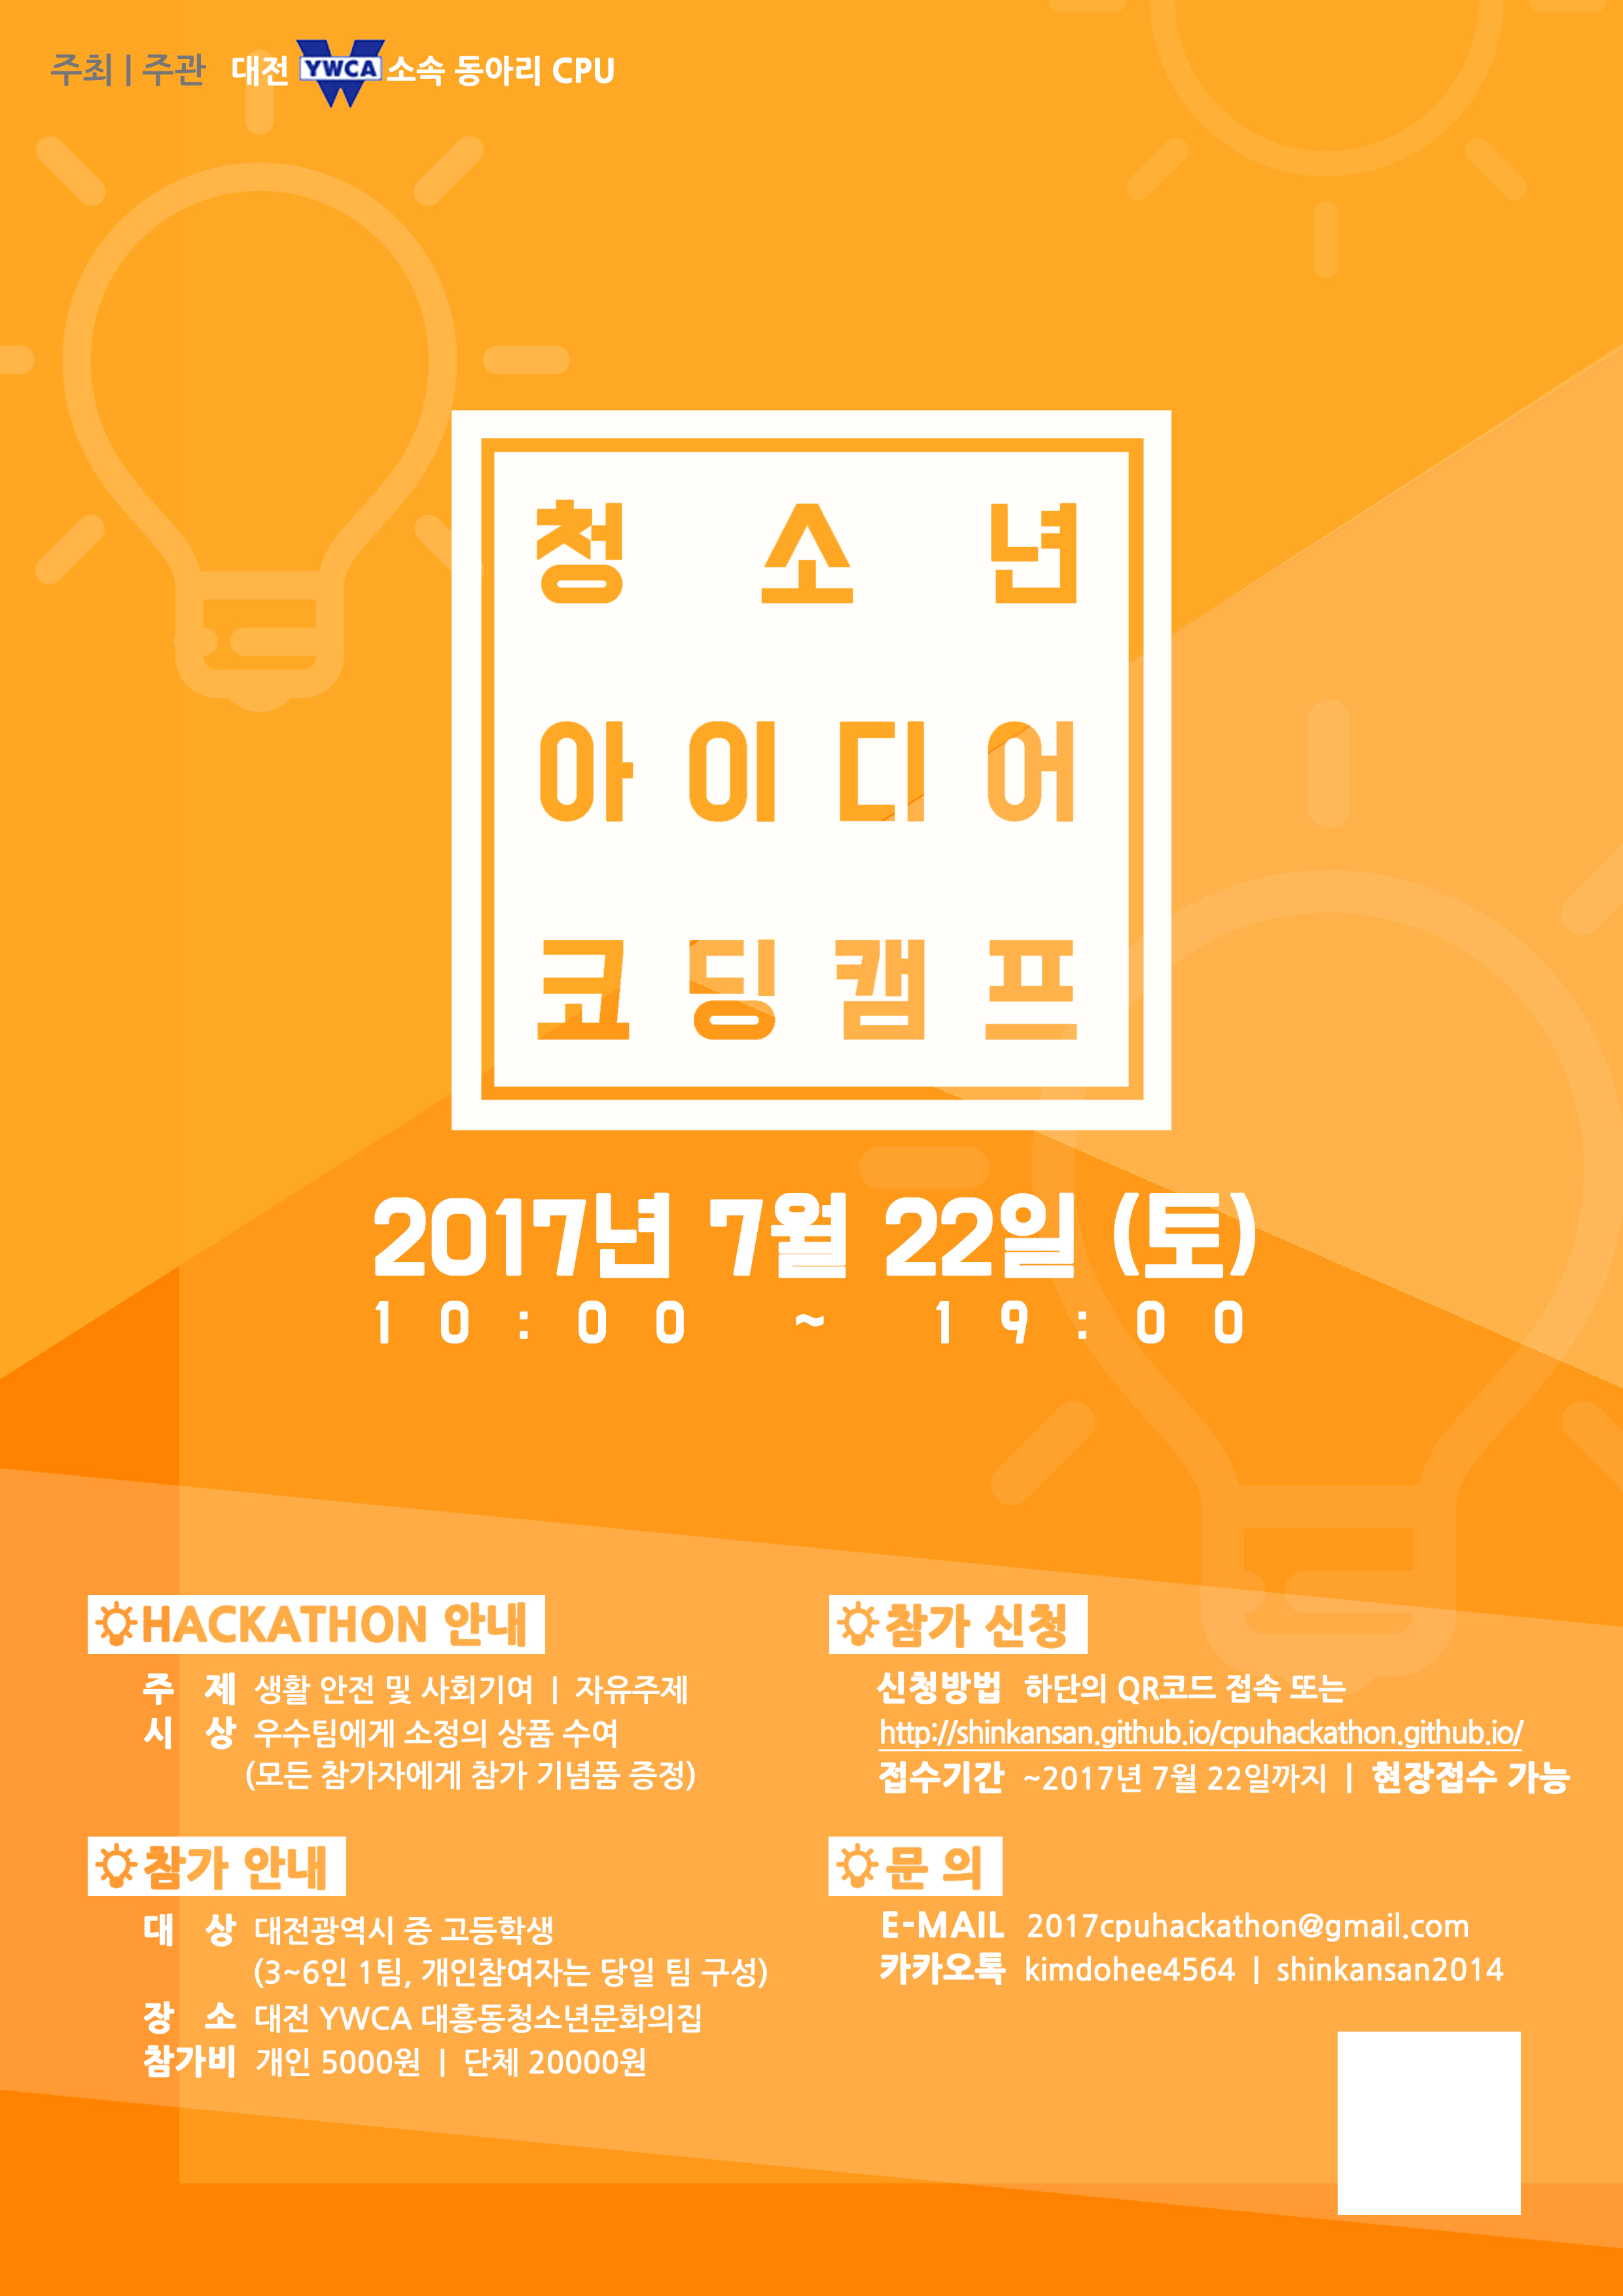 주최 | 주관 대전 YWCA 소속 동아리 CPU
청소년
아이디어
코딩캠프
2017년 7월 22일 (토)
10:00 ~ 19:00
HACKATHON 안내
주 제 생활 안전 및 사회기여 | 자유주제
시 상 우수팀에게 소정의 상품 수여
(모든 참가자에게 참가 기념품 증정)
참가 안내
대 상 대전광역시 중 고등학생
(3~6인 1팀, 개인참여자는 당일 팀 구성)
장 소 대전 YWCA 대흥동청소년문화의집
참가비 개인 5000원 | 단체 20000원
참가 신청
신청방법 하단의 QR코드 접속 또는
http://shinkansan.github.io/cpuhackathon.github.io/
접수기간 ~2017년 7월 22일까지 | 현장접수 가능
문 의
E-MAIL 2017cpuhackathon@gmail.com
카카오톡 kimdohee4564 | shinkansan2014